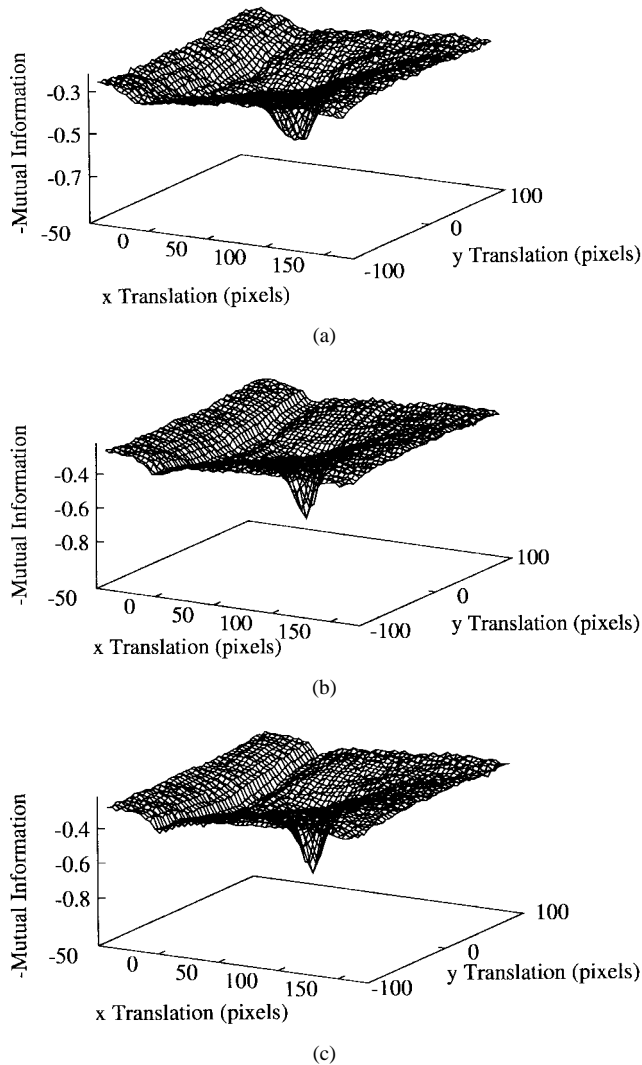 -Mutual Information
-0.3
-0.5
-0.7
-50
0
50
100
150
-100
0
100
x Translation (pixels)
y Translation (pixels)
(a)
-Mutual Information
-0.4
-0.6
-0.8
-50
0
50
100
150
-100
0
100
x Translation (pixels)
y Translation (pixels)
(b)
-Mutual Information
-0.4
-0.6
-0.8
-50
0
50
100
150
-100
0
100
x Translation (pixels)
y Translation (pixels)
(c)